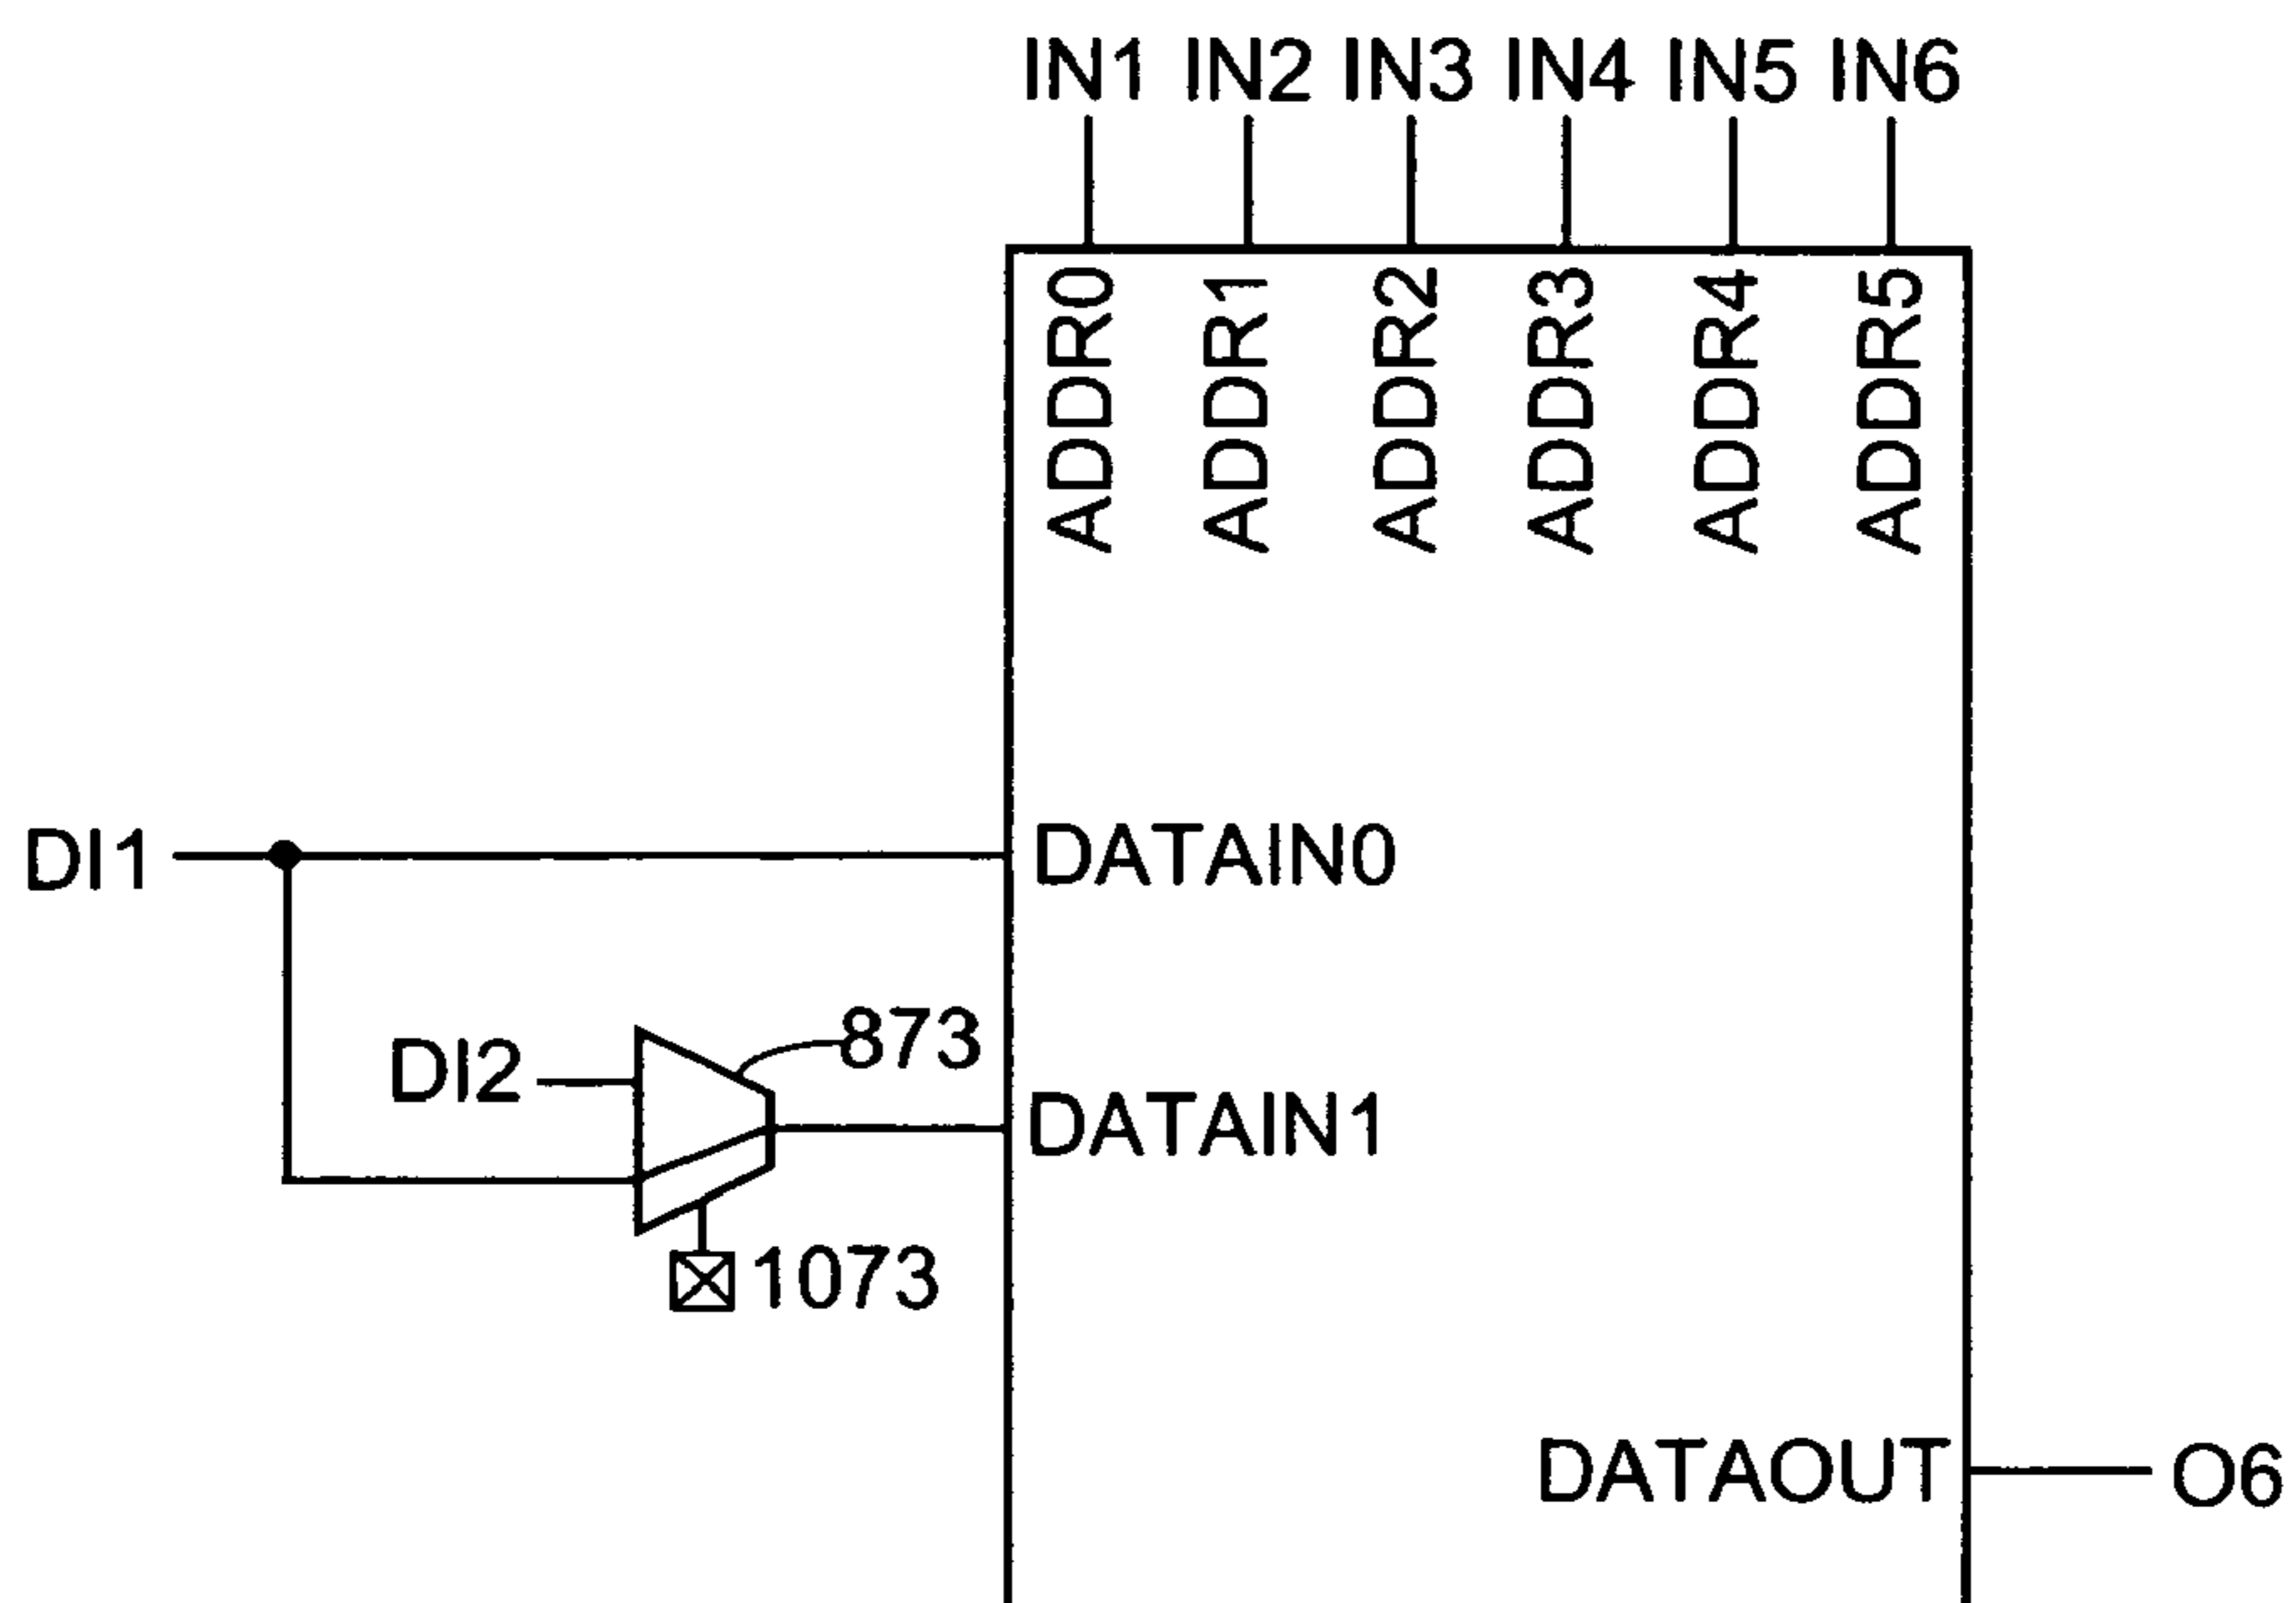 IN1 IN2 IN3 IN4 IN5 IN6
ADDR0 ADDR1 ADDR2 ADDR3 ADDR4 ADDR5
DI1 DATAIN0
873
DI2 DATAIN1
1073
DATAOUT O6